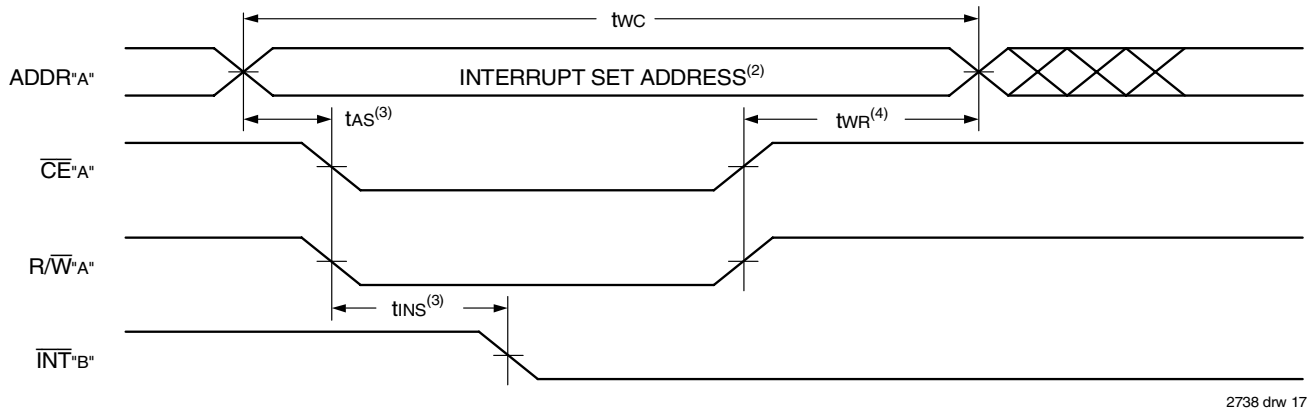 tWC
ADDR"A"
INTERRUPT SET ADDRESS(2)
tAS(3)
tWR(4)
CE"A"
R/W"A"
tINS(3)
INT"B"
2738 drw 17